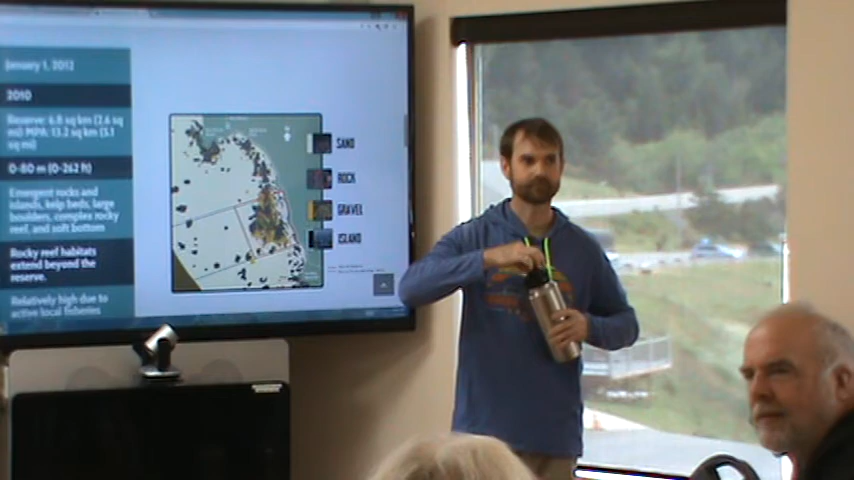 January 1, 2012
2010
Reserve: 6.8 sq km (2.6 sq
mi) MPA: 13.2 sq km (5.1
sq mi)
0-80 m (0-262 ft)
Emergent rocks and
islands, kelp beds, large
boulders, complex rocky
reef, and soft bottom
Rocky reef habitats
extend beyond the
reserve.
Relatively high due to
active local fisheries
SAND
ROCK
GRAVEL
ISLAND